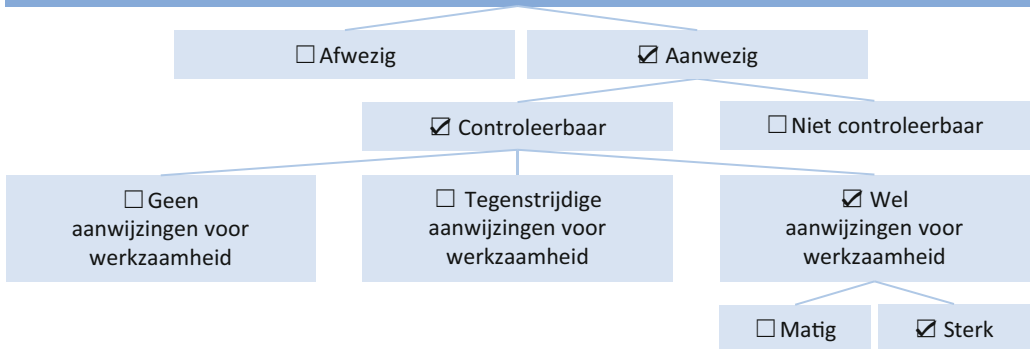 ☐ Afwezig
☑ Aanwezig
☑ Controleerbaar
☐ Niet controleerbaar
☐ Geen
aanwijzingen voor
werkzaamheid
☐ Tegenstrijdige
aanwijzingen voor
werkzaamheid
☑ Wel
aanwijzingen voor
werkzaamheid
☐ Matig
☑ Sterk